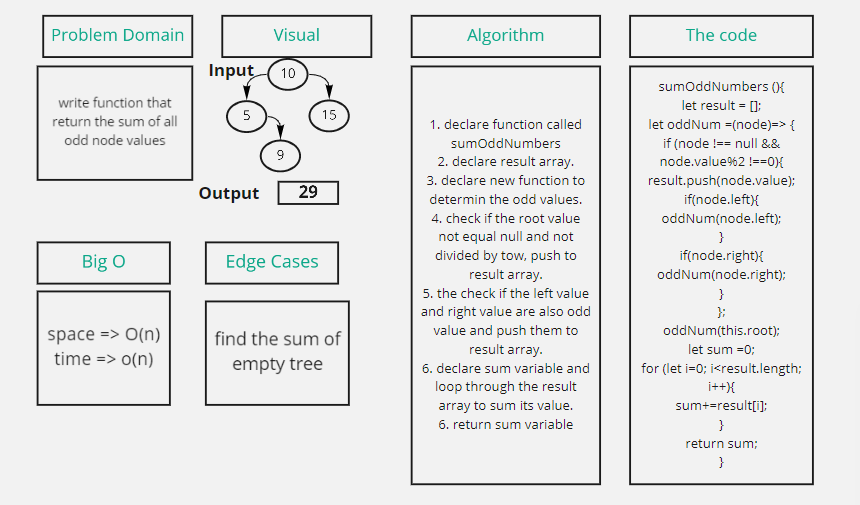 Problem Domain
write function that
return the sum of all
odd node values
Visual
Input
10
5
15
9
Output
29
Big O
space => O(n)
time => o(n)
Edge Cases
find the sum of
empty tree
Algorithm
1. declare function called
sumOddNumbers
2. declare result array.
3. declare new function to
determin the odd values.
4. check if the root value
not equal null and not
divided by tow, push to
result array.
5. the check if the left value
and right value are also odd
value and push them to
result array.
6. declare sum variable and
loop through the result
array to sum its value.
6. return sum variable
The code
sumOddNumbers (){
let result = [];
let oddNum =(node)=> {
if (node !== null &&
node.value%2 !==0){
result.push(node.value);
if(node.left){
oddNum(node.left);
}
if(node.right){
oddNum(node.right);
}
};
oddNum(this.root);
let sum =0;
for (let i=0; i<result.length;
i++){
sum+=result[i];
}
return sum;
}